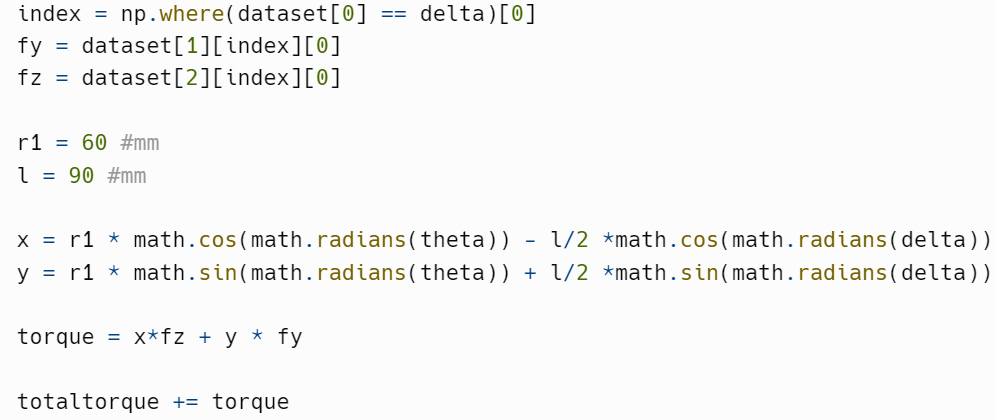 index = np.where(dataset[0] == delta)[0]
fy = dataset[1][index][0]
fz = dataset[2][index][0]
r1 = 60 #mm
l = 90 #mm
x = r1 * math.cos(math.radians(theta)) - l/2 *math.cos(math.radians(delta))
y = r1 * math.sin(math.radians(theta)) + l/2 *math.sin(math.radians(delta))
torque = x*fz + y * fy
totaltorque += torque